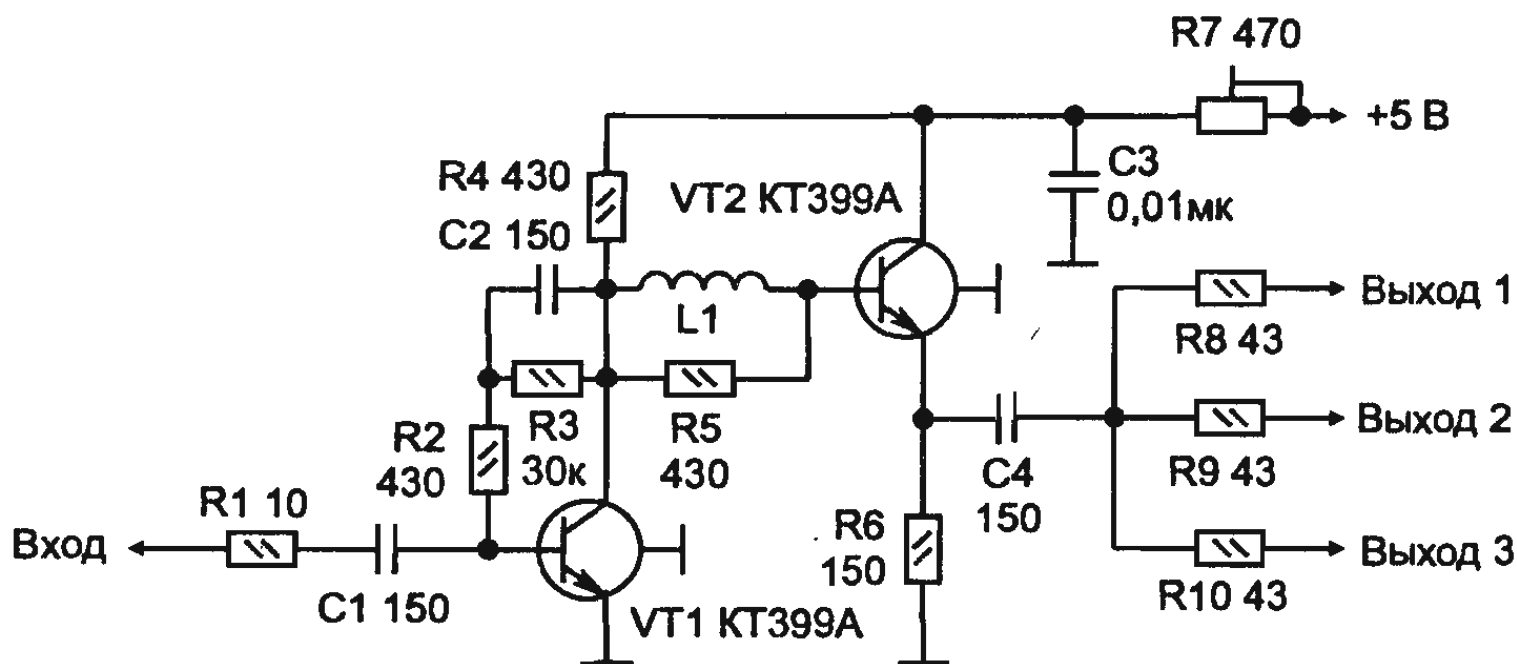 R7 470
+5 В
R4 430
C3
0,01мк
VT2 КТ399А
C2 150
L1
Выход 1
R8 43
R2
430
R3
30к
R5
430
Выход 2
R9 43
C4
150
R1 10
R6
150
Вход
Выход 3
C1 150
R10 43
VT1 КТ399А